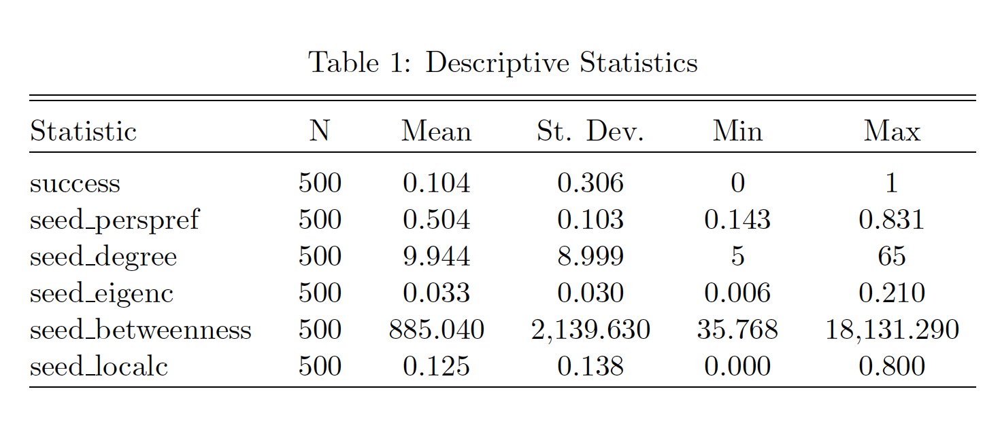 Table 1: Descriptive Statistics
Statistic N Mean St. Dev. Min Max
success 500 0.104 0.306 0 1
seed_perspref 500 0.504 0.103 0.143 0.831
seed_degree 500 9.944 8.999 5 65
seed_eigenc 500 0.033 0.030 0.006 0.210
seed_betweenness 500 885.040 2,139.630 35.768 18,131.290
seed_localc 500 0.125 0.138 0.000 0.800